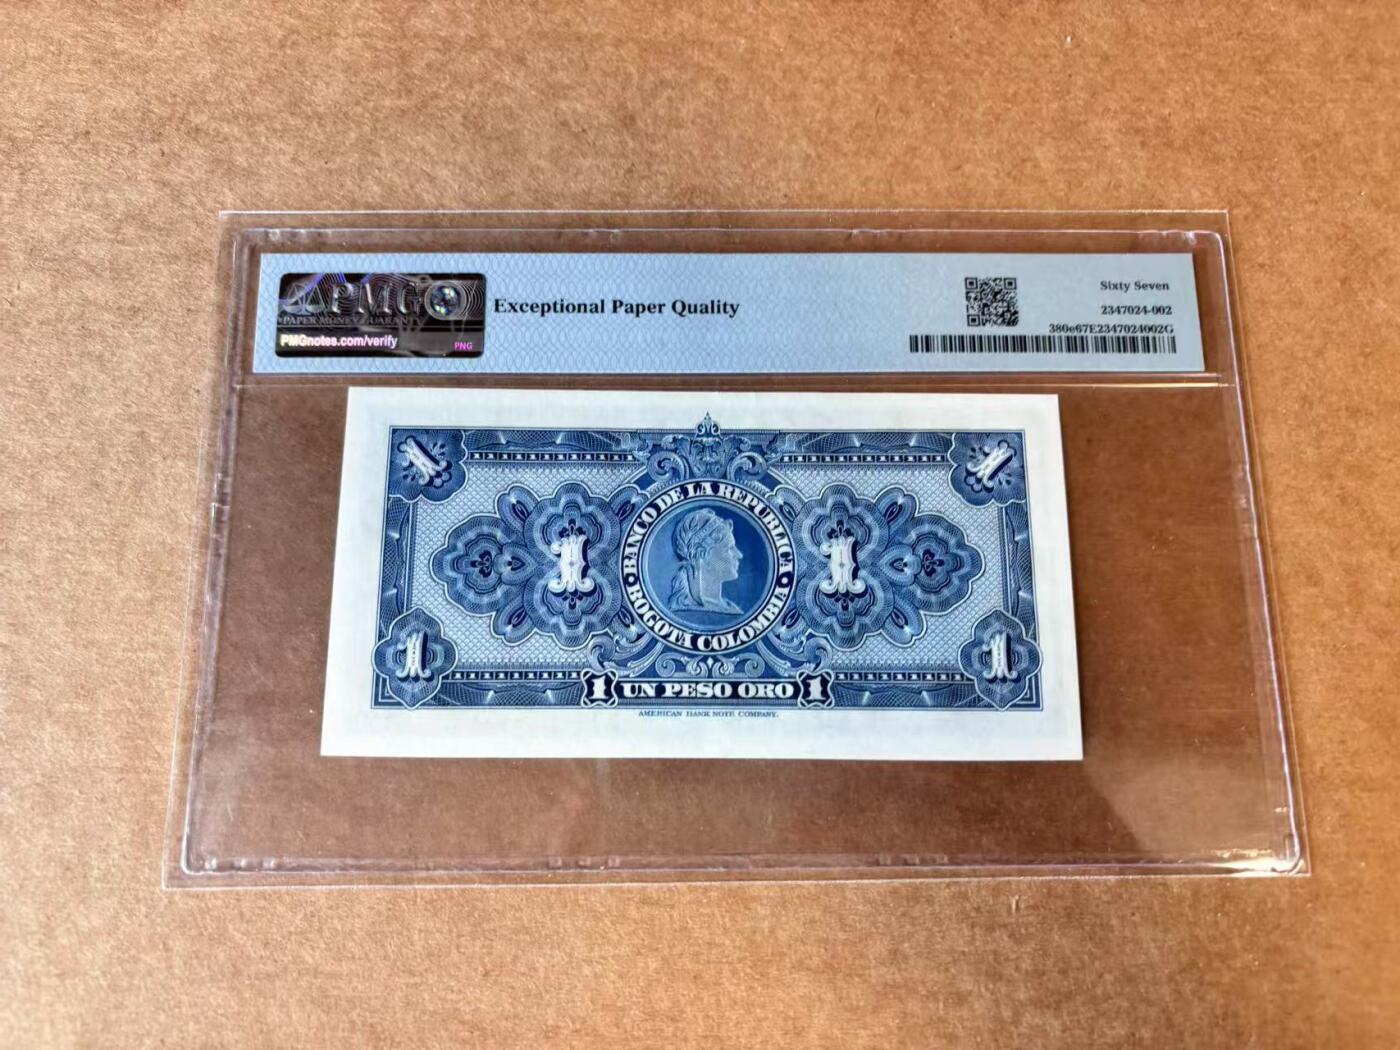 PMG
PAPER MONEY GUARANTY
PMGnotes.com/verify
PNG
Exceptional Paper Quality
Sixty Seven
2347024-002
380e67E2347024002G
1
1
BANCO DE LA REPUBLICA
1
1
BOGOTA COLOMBIA
1
1
1 UN PESO ORO 1
AMERICAN BANK NOTE COMPANY.